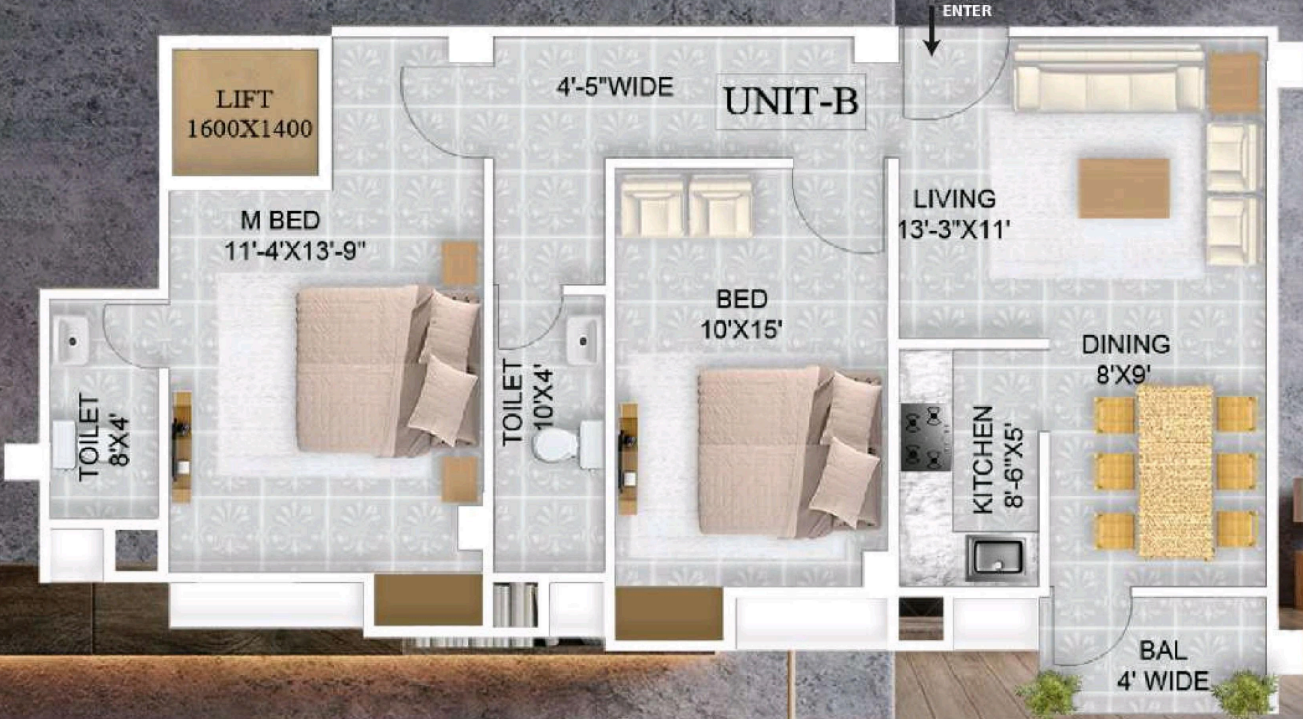 ENTER
LIFT
1600X1400
4'-5"WIDE
UNIT-B
M BED
11'-4'X13'-9"
LIVING
13'-3"X11'
BED
10'X15'
DINING
8'X9'
TOILET
8'X4'
TOILET
10'X4'
KITCHEN
8'-6"X5'
BAL
4' WIDE